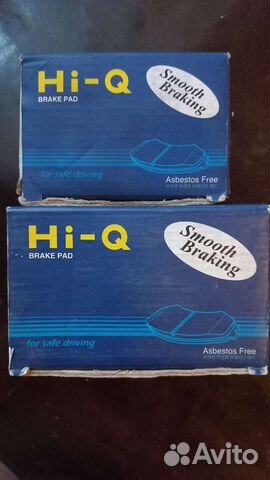 Hi-Q
BRAKE PAD
Smooth
Braking
for safe driving
Asbestos Free
Hi-Q
BRAKE PAD
Smooth
Braking
for safe driving
Asbestos Free
Avito